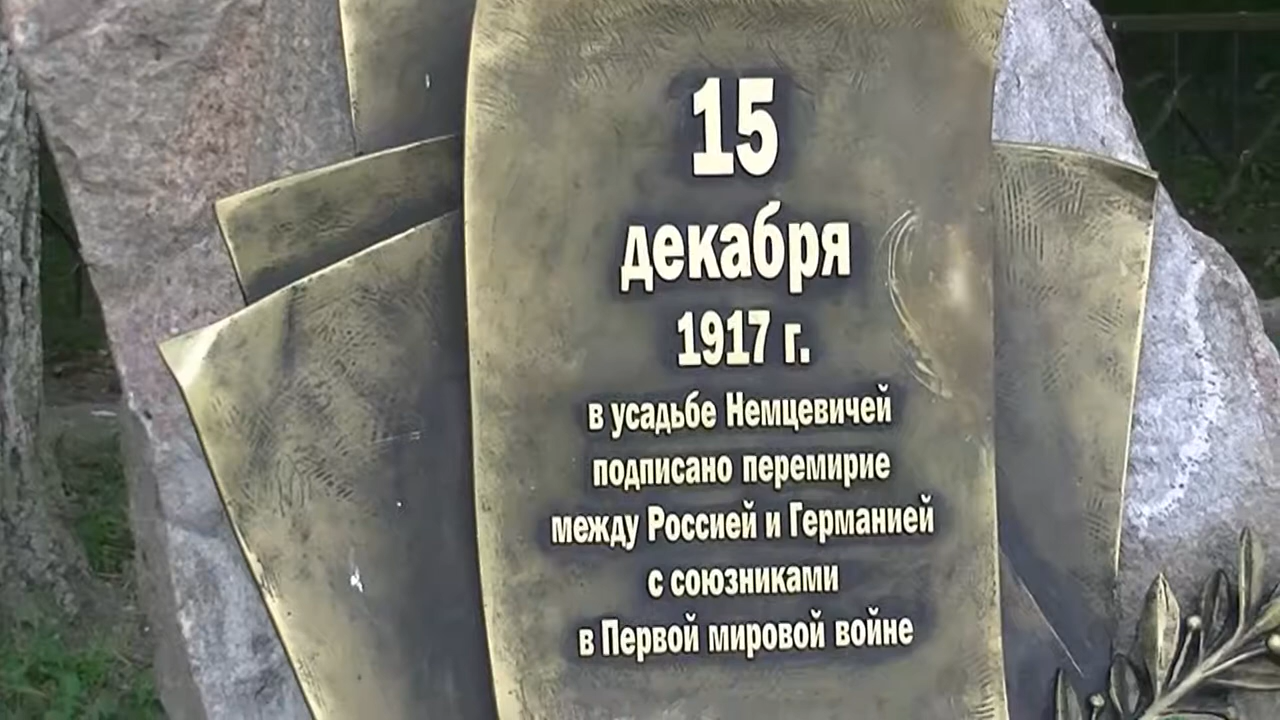 15
декабря
1917 г.
в усадьбе Немцевичей
подписано перемирие
между Россией и Германией
с союзниками
в Первой мировой войне